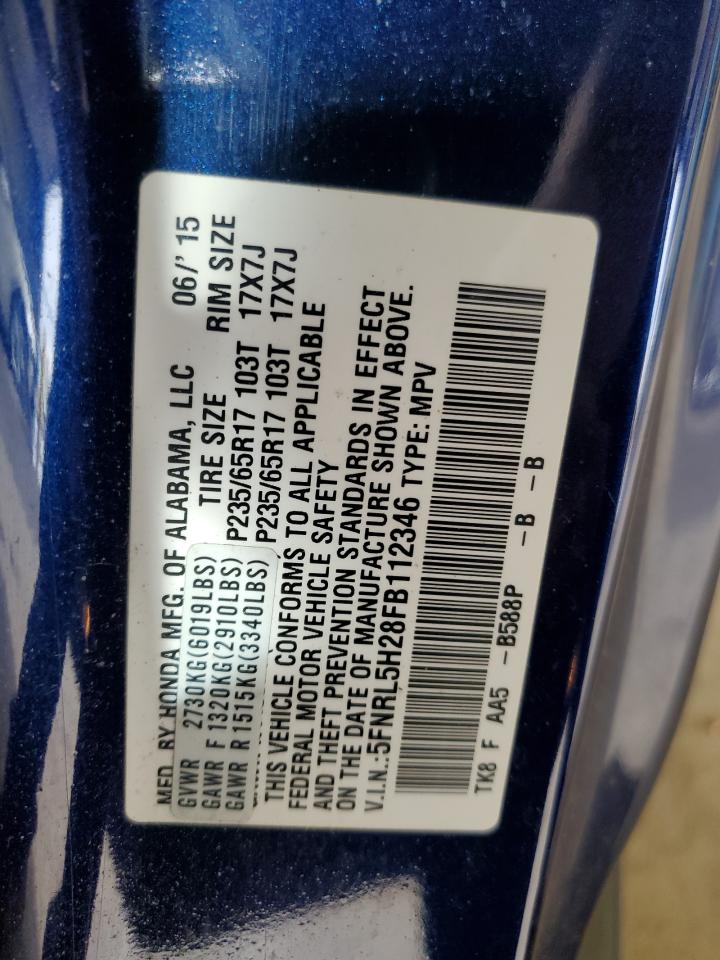 MFD. BY HONDA MFG. OF ALABAMA, LLC 06/' 15
GVWR 2730KG(6019LBS) TIRE SIZE RIM SIZE
GAWR F 1320KG(2910LBS) P235/65R17 103T 17X7J
GAWR R 1515KG(3340LBS) P235/65R17 103T 17X7J
THIS VEHICLE CONFORMS TO ALL APPLICABLE
FEDERAL MOTOR VEHICLE SAFETY
AND THEFT PREVENTION STANDARDS IN EFFECT
ON THE DATE OF MANUFACTURE SHOWN ABOVE.
V.I.N.:5FNRL5H28FB112346 TYPE: MPV
TK8 F AA5 -B588P -B -B